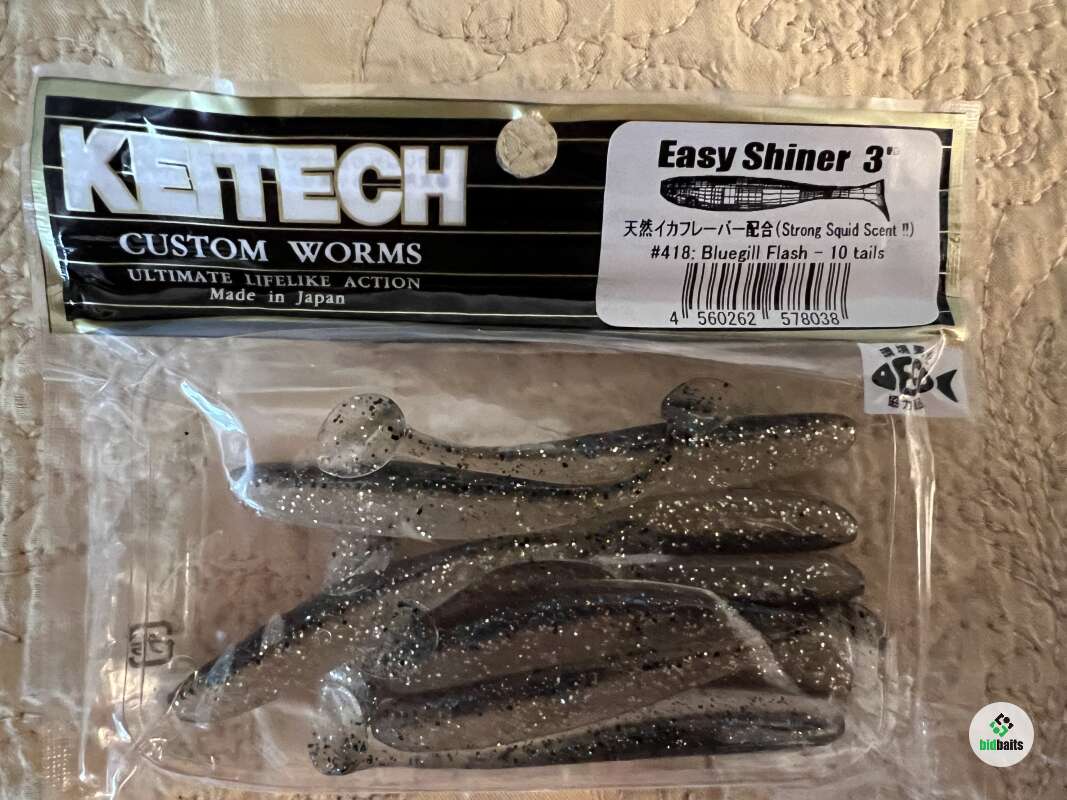 KEITECH
CUSTOM WORMS
ULTIMATE LIFELIKE ACTION
Made in Japan
Easy Shiner 3"
天然イカフレーバー配合(Strong Squid Scent !!)
#418: Bluegill Flash - 10 tails
4 560262 578038
bidbaits